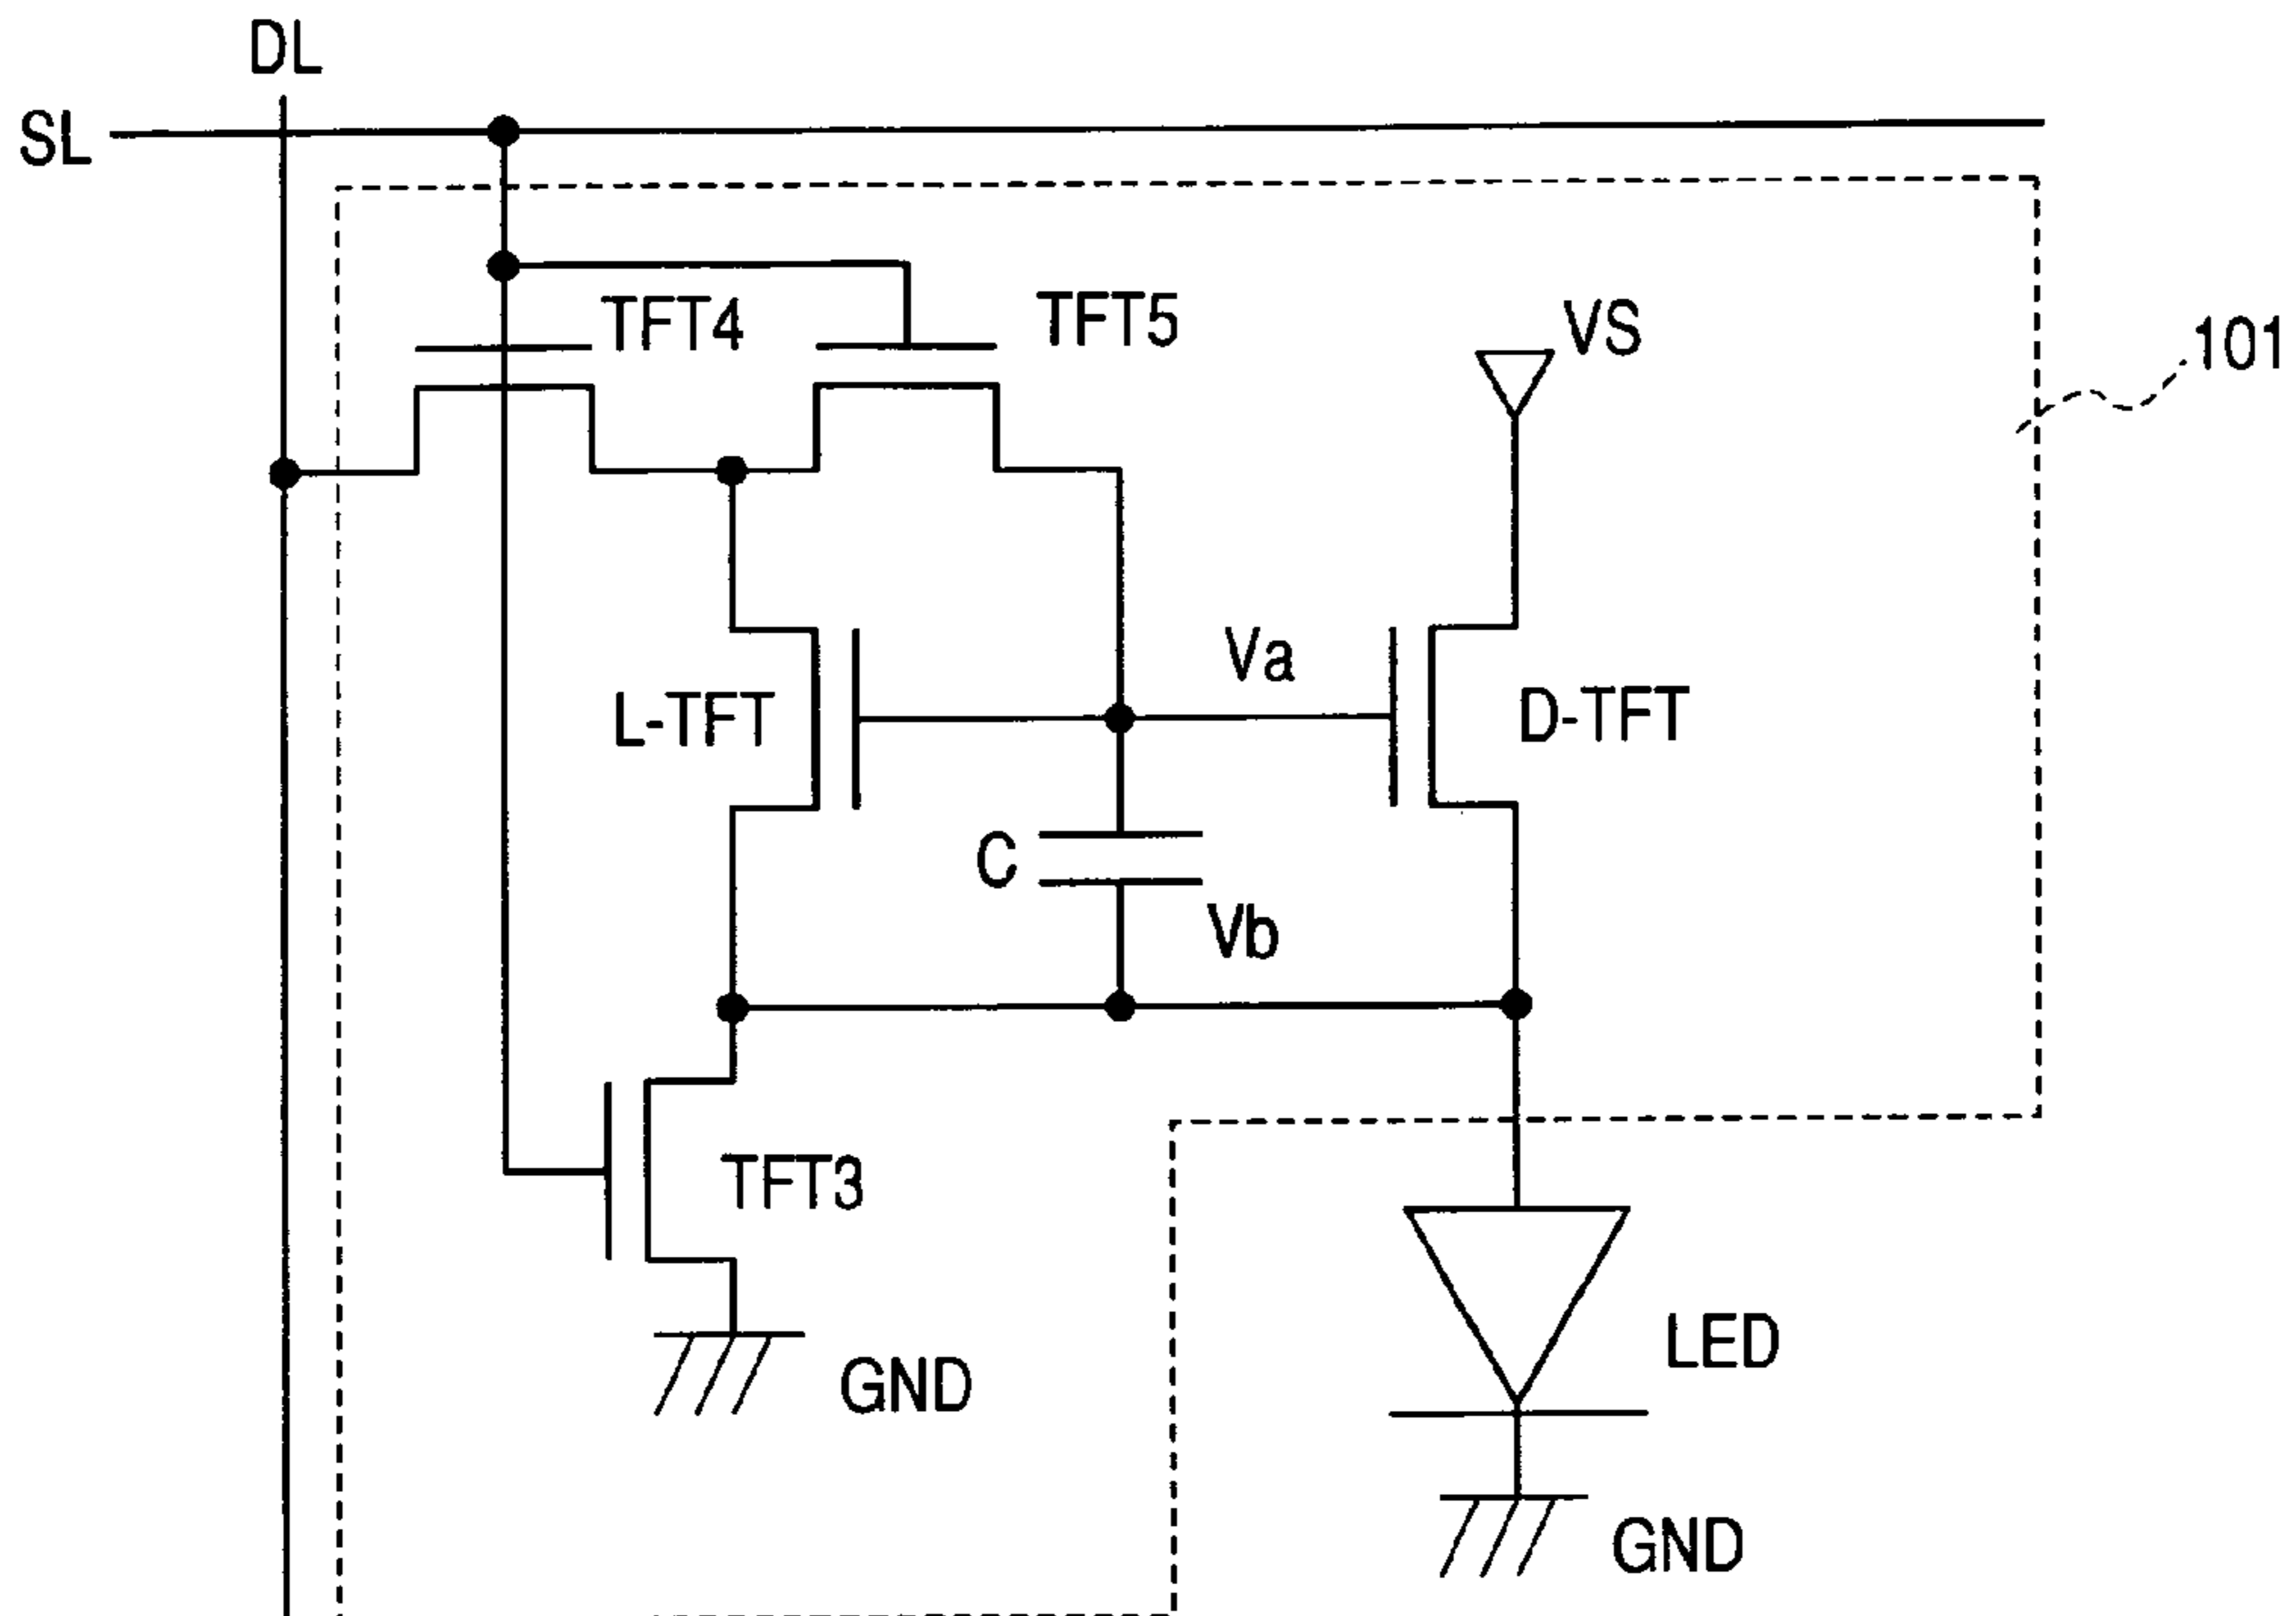 DL
SL
TFT4
TFT5
VS
101
Va
L-TFT
D-TFT
C
Vb
TFT3
LED
GND
GND